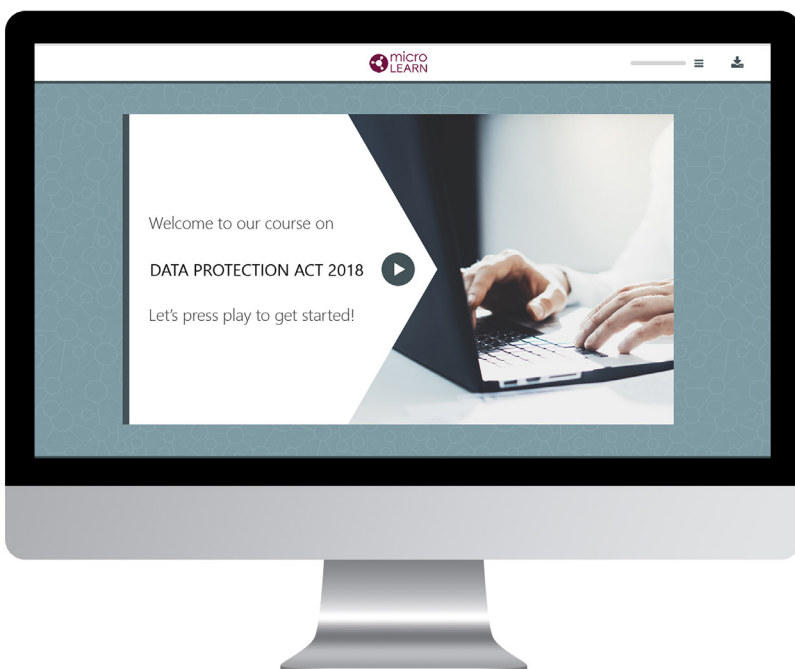 micro
LEARN
Welcome to our course on
DATA PROTECTION ACT 2018
Let's press play to get started!